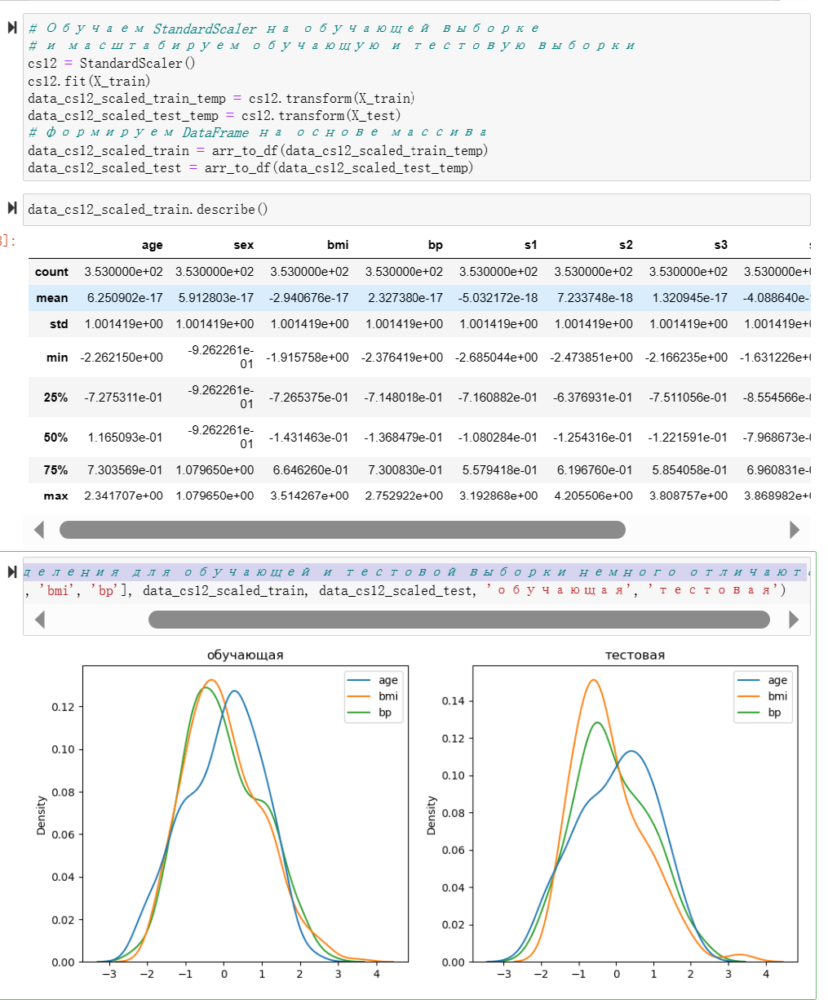 # Обучаем StandardScaler на обучающей выборке
# и масштабируем обучающую и тестовую выборки
cs12 = StandardScaler()
cs12.fit(X_train)
data_cs12_scaled_train_temp = cs12.transform(X_train)
data_cs12_scaled_test_temp = cs12.transform(X_test)
# формируем DataFrame на основе массива
data_cs12_scaled_train = arr_to_df(data_cs12_scaled_train_temp)
data_cs12_scaled_test = arr_to_df(data_cs12_scaled_test_temp)
data_cs12_scaled_train.describe()
]:
age sex bmi bp s1 s2 s3
count 3.530000e+02 3.530000e+02 3.530000e+02 3.530000e+02 3.530000e+02 3.530000e+02 3.530000e+02 3.530000e+0
mean 6.250902e-17 5.912803e-17 -2.940676e-17 2.327380e-17 -5.032172e-18 7.233748e-18 1.320945e-17 -4.088640e-
std 1.001419e+00 1.001419e+00 1.001419e+00 1.001419e+00 1.001419e+00 1.001419e+00 1.001419e+00 1.001419e+0
min -2.262150e+00 -9.262261e-01 -1.915758e+00 -2.376419e+00 -2.685044e+00 -2.473851e+00 -2.166235e+00 -1.631226e+0
25% -7.275311e-01 -9.262261e-01 -7.265375e-01 -7.148018e-01 -7.160882e-01 -6.376931e-01 -7.511056e-01 -8.554566e-0
50% 1.165093e-01 -9.262261e-01 -1.431463e-01 -1.368479e-01 -1.080284e-01 -1.254316e-01 -1.221591e-01 -7.968673e-0
75% 7.303569e-01 1.079650e+00 6.646260e-01 7.300830e-01 5.579418e-01 6.196760e-01 5.854058e-01 6.960831e-0
max 2.341707e+00 1.079650e+00 3.514267e+00 2.752922e+00 3.192868e+00 4.205506e+00 3.808757e+00 3.868982e+0
деления для обучающей и тестовой выборки немного отличают
, 'bmi', 'bp'], data_cs12_scaled_train, data_cs12_scaled_test, 'обучающая', 'тестовая')
обучающая
age
bmi
bp
0.12
0.10
0.08
0.06
0.04
0.02
0.00
Density
−3 −2 −1 0 1 2 3 4
тестовая
age
bmi
bp
0.14
0.12
0.10
0.08
0.06
0.04
0.02
0.00
Density
−3 −2 −1 0 1 2 3 4